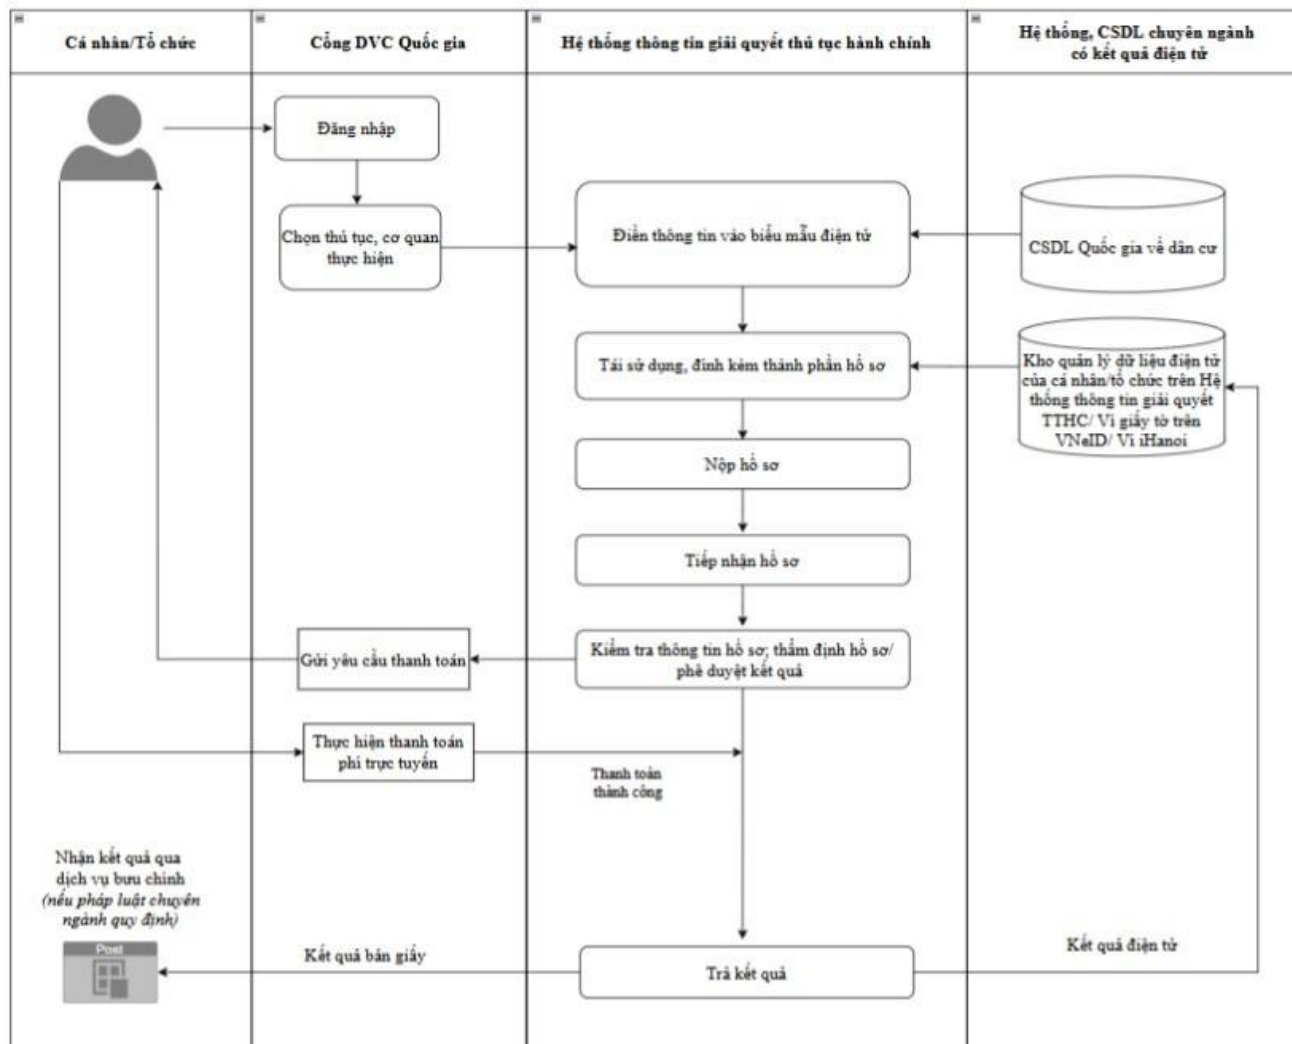 Cá nhân/Tổ chức
Cổng DVC Quốc gia
Hệ thống thông tin giải quyết thủ tục hành chính
Hệ thống, CSDL chuyên ngành
có kết quả điện tử
Đăng nhập
Chọn thủ tục, cơ quan
thực hiện
Điền thông tin vào biểu mẫu điện tử
CSDL Quốc gia về dân cư
Tái sử dụng, đính kèm thành phần hồ sơ
Kho quản lý dữ liệu điện tử
của cá nhân/tổ chức trên Hệ
thống thông tin giải quyết
TTHC/ Ví giấy tờ trên
VNeID/ Ví iHanoi
Nộp hồ sơ
Tiếp nhận hồ sơ
Kiểm tra thông tin hồ sơ; thẩm định hồ sơ/
phê duyệt kết quả
Gửi yêu cầu thanh toán
Thực hiện thanh toán
phí trực tuyến
Thanh toán
thành công
Nhận kết quả qua
dịch vụ bưu chính
(nếu pháp luật chuyên
ngành quy định)
Post
Kết quả bản giấy
Trả kết quả
Kết quả điện tử